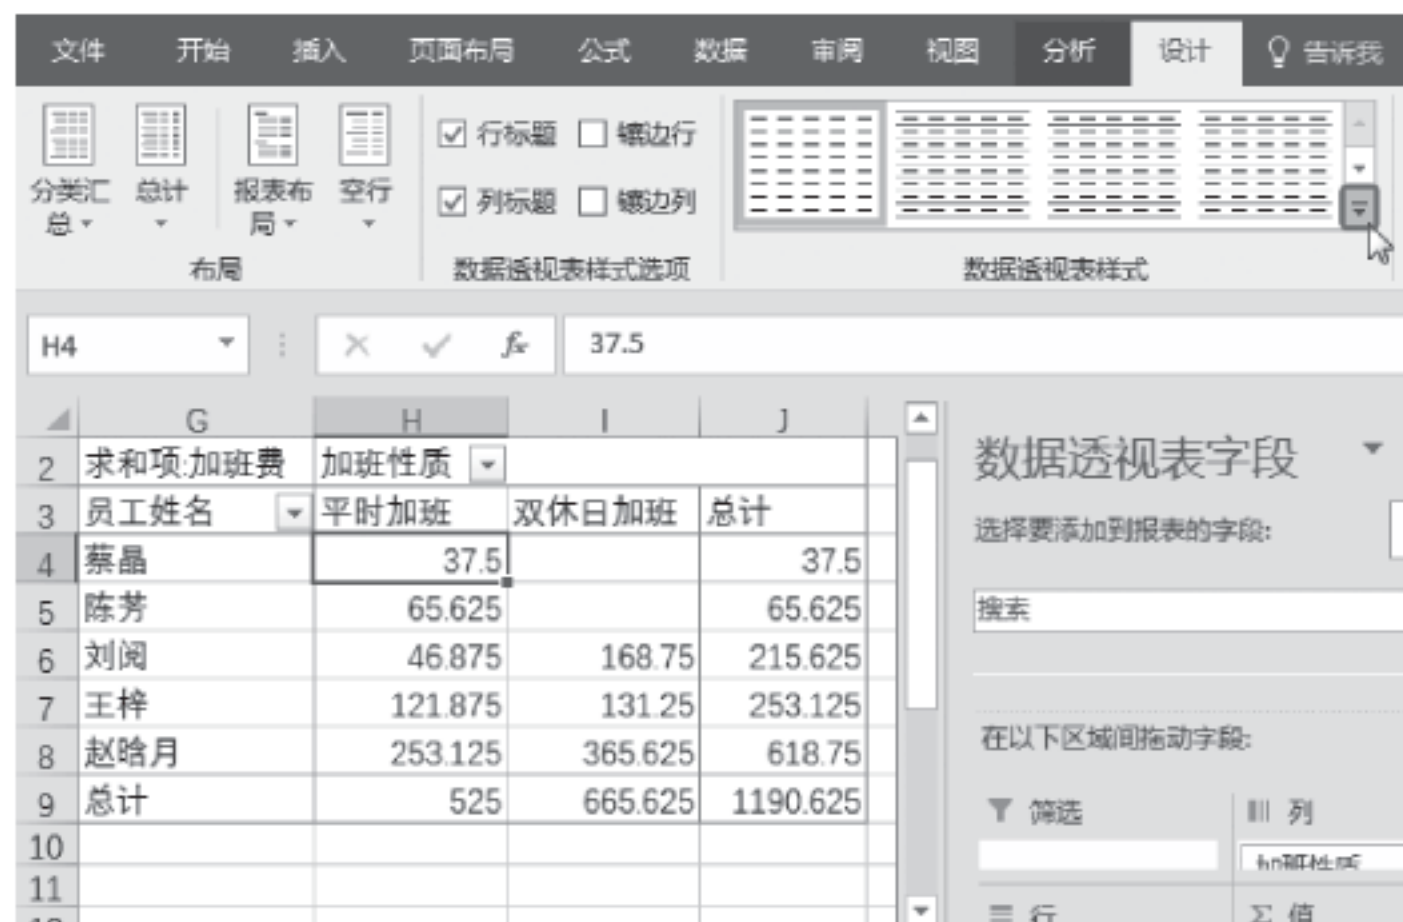 文件 开始 插入 页面布局 公式 数据 审阅 视图 分析 设计 告诉我
分类汇总 总计 报表布局 空行
行标题 镶边行
列标题 镶边列
布局 数据透视表样式选项 数据透视表样式
H4 fx 37.5
G H I J
2 求和项:加班费 加班性质
3 员工姓名 平时加班 双休日加班 总计
4 蔡晶 37.5 37.5
5 陈芳 65.625 65.625
6 刘阅 46.875 168.75 215.625
7 王梓 121.875 131.25 253.125
8 赵晗月 253.125 365.625 618.75
9 总计 525 665.625 1190.625
10
11
数据透视表字段
选择要添加到报表的字段:
搜索
在以下区域间拖动字段:
筛选 列
加班性质
行 Σ 值